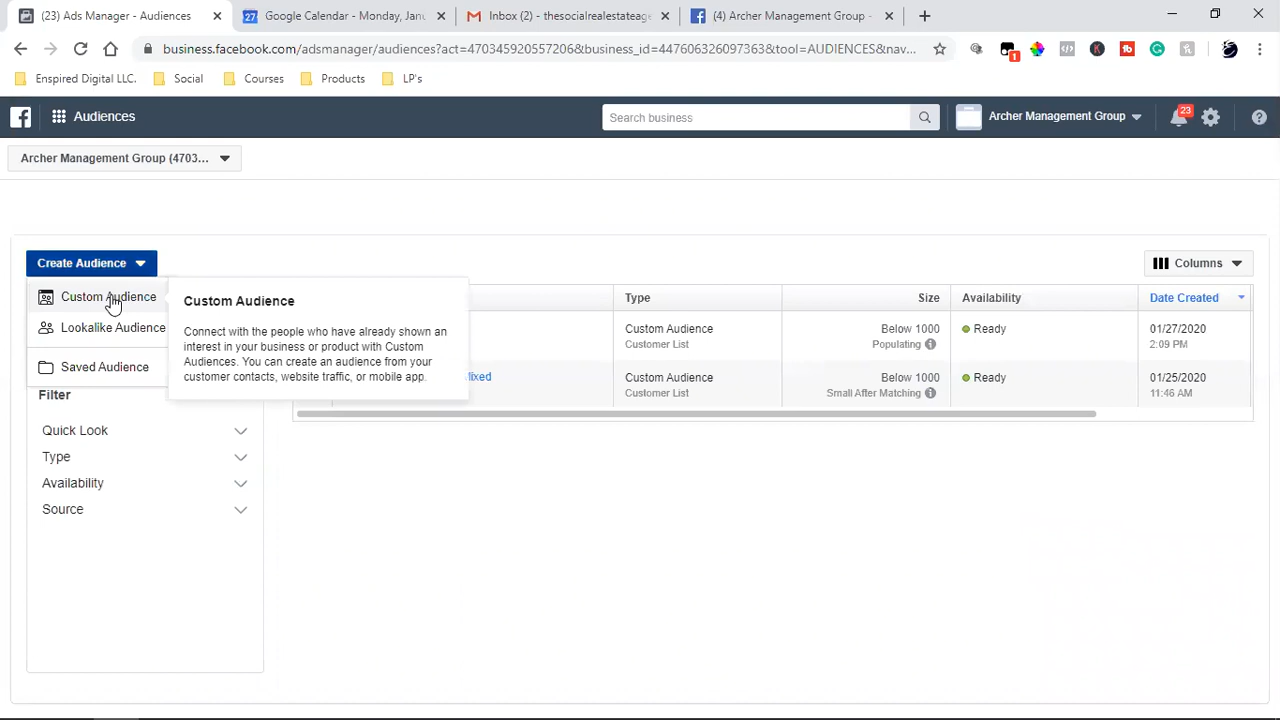 (23) Ads Manager - Audiences
Google Calendar - Monday, Janu
Inbox (2) - thesocialrealestateag
(4) Archer Management Group -
business.facebook.com/adsmanager/audiences?act=470345920557206&business_id=447606326097363&tool=AUDIENCES&nav...
1
Enspired Digital LLC.
Social
Courses
Products
LP's
Audiences
Search business
Archer Management Group
23
Archer Management Group (4703...
Create Audience
Columns
Custom Audience
Lookalike Audience
Saved Audience
Custom Audience
Connect with the people who have already shown an
interest in your business or product with Custom
Audiences. You can create an audience from your
customer contacts, website traffic, or mobile app.
Type
Size
Availability
Date Created
Custom Audience
Customer List
Below 1000
Populating
Ready
01/27/2020
2:09 PM
Mixed
Custom Audience
Customer List
Below 1000
Small After Matching
Ready
01/25/2020
11:46 AM
Filter
Quick Look
Type
Availability
Source